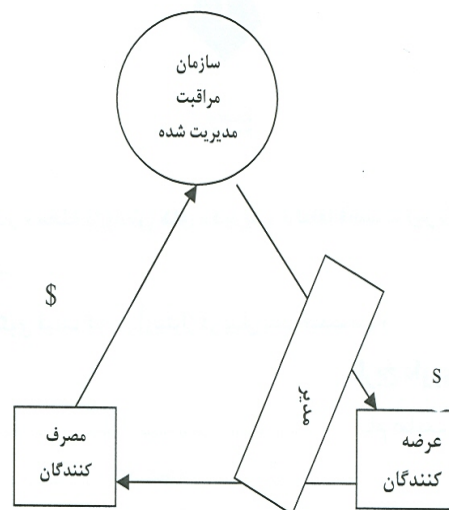 سازمان
مراقبت
مدیریت شده
$
مدیر
S
مصرف
کنندگان
عرضه
کنندگان